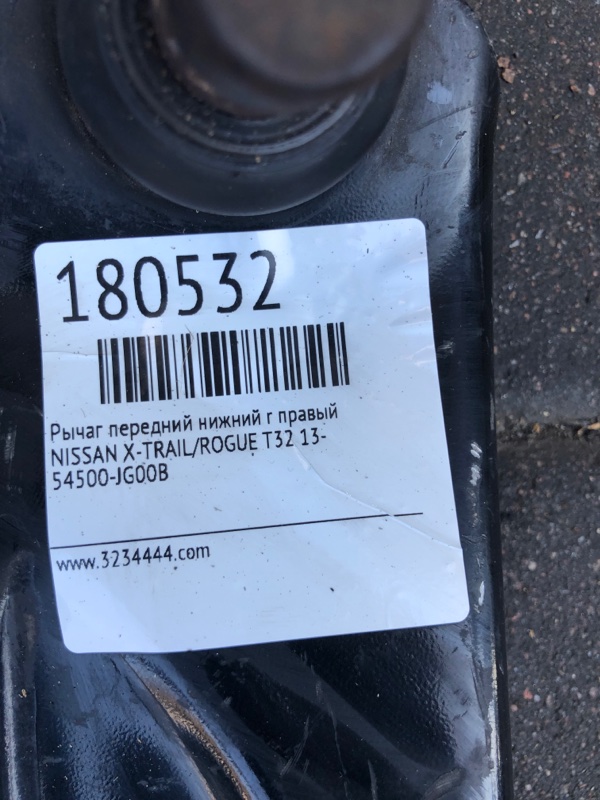 180532
Рычаг передний нижний r правый
NISSAN X-TRAIL/ROGUE T32 13-
54500-JG00B
www.3234444.com